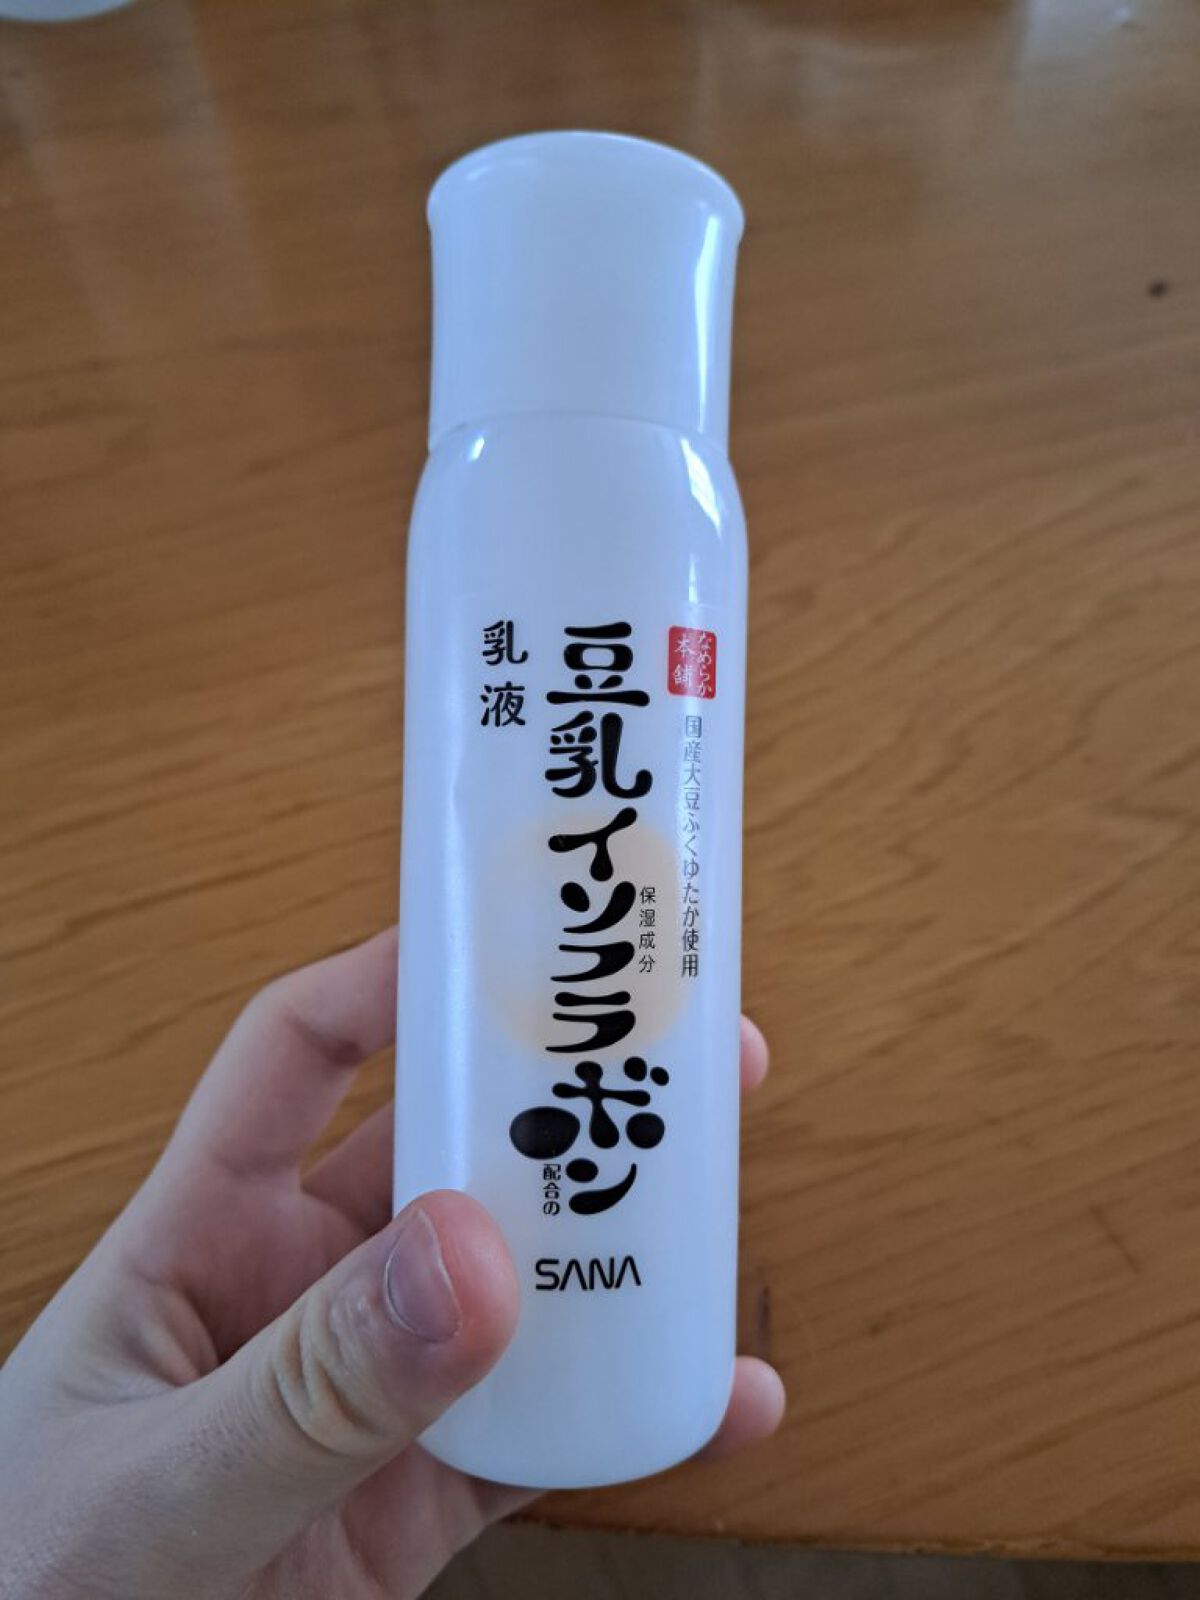 なめらか
本舗
国産大豆ふくゆたか使用
保湿成分
豆乳イソフラボン
配合の
乳液
SANA